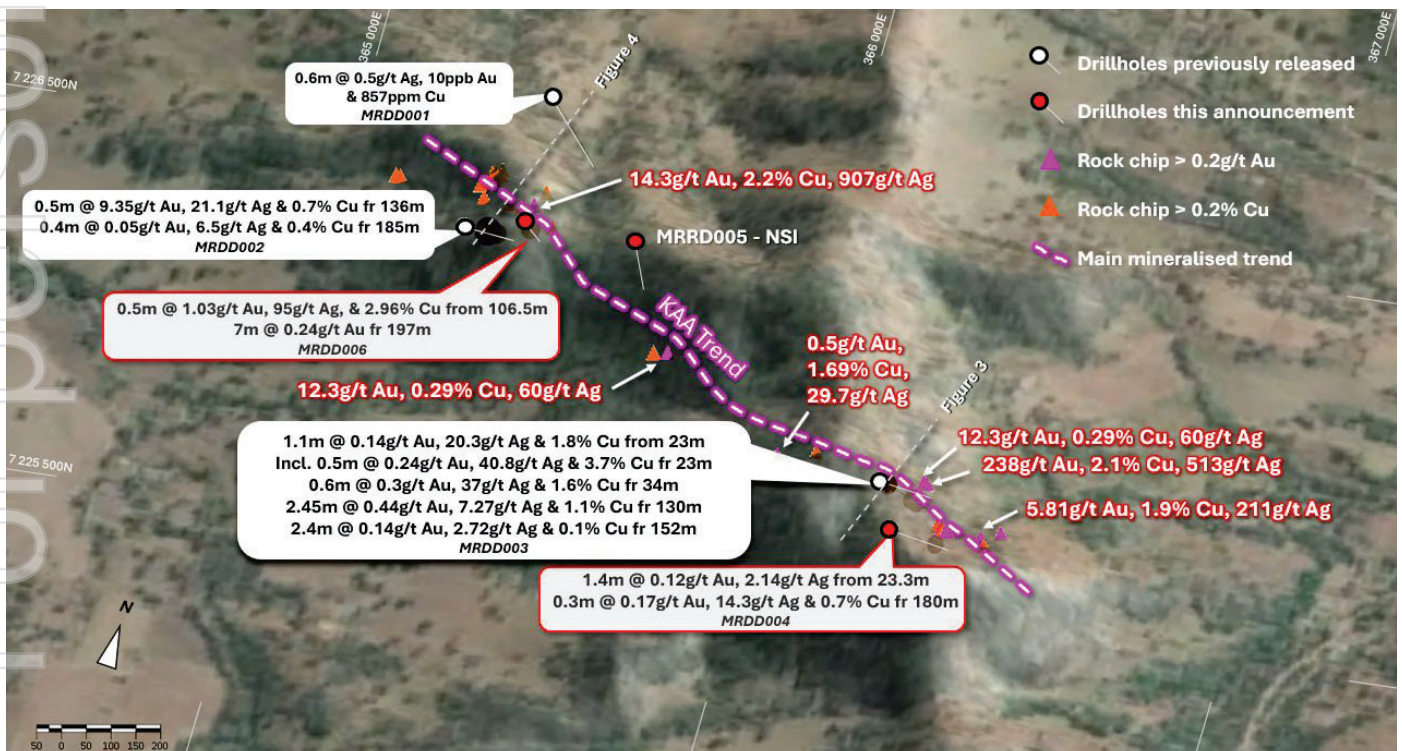 365 000E
366 000E
367 000E
7 226 500N
7 225 500N
Figure 4
0.6m @ 0.5g/t Ag, 10ppb Au
& 857ppm Cu
MRDD001
Drillholes previously released
Drillholes this announcement
Rock chip > 0.2g/t Au
Rock chip > 0.2% Cu
Main mineralised trend
14.3g/t Au, 2.2% Cu, 907g/t Ag
0.5m @ 9.35g/t Au, 21.1g/t Ag & 0.7% Cu fr 136m
0.4m @ 0.05g/t Au, 6.5g/t Ag & 0.4% Cu fr 185m
MRDD002
MRRD005 - NSI
0.5m @ 1.03g/t Au, 95g/t Ag, & 2.96% Cu from 106.5m
7m @ 0.24g/t Au fr 197m
MRDD006
KAA Trend
12.3g/t Au, 0.29% Cu, 60g/t Ag
0.5g/t Au,
1.69% Cu,
29.7g/t Ag
Figure 3
1.1m @ 0.14g/t Au, 20.3g/t Ag & 1.8% Cu from 23m
Incl. 0.5m @ 0.24g/t Au, 40.8g/t Ag & 3.7% Cu fr 23m
0.6m @ 0.3g/t Au, 37g/t Ag & 1.6% Cu fr 34m
2.45m @ 0.44g/t Au, 7.27g/t Ag & 1.1% Cu fr 130m
2.4m @ 0.14g/t Au, 2.72g/t Ag & 0.1% Cu fr 152m
MRDD003
12.3g/t Au, 0.29% Cu, 60g/t Ag
238g/t Au, 2.1% Cu, 513g/t Ag
5.81g/t Au, 1.9% Cu, 211g/t Ag
1.4m @ 0.12g/t Au, 2.14g/t Ag from 23.3m
0.3m @ 0.17g/t Au, 14.3g/t Ag & 0.7% Cu fr 180m
MRDD004
N
50 0 50 100 150 200